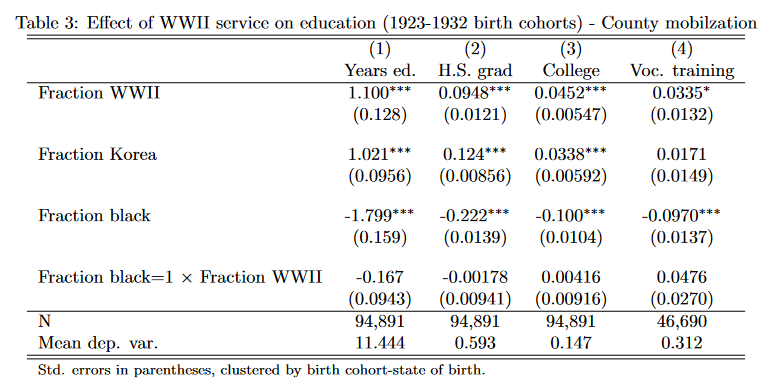 Table 3: Effect of WWII service on education (1923-1932 birth cohorts) - County mobilzation
(1) (2) (3) (4)
Years ed. H.S. grad College Voc. training
Fraction WWII 1.100*** 0.0948*** 0.0452*** 0.0335*
(0.128) (0.0121) (0.00547) (0.0132)
Fraction Korea 1.021*** 0.124*** 0.0338*** 0.0171
(0.0956) (0.00856) (0.00592) (0.0149)
Fraction black -1.799*** -0.222*** -0.100*** -0.0970***
(0.159) (0.0139) (0.0104) (0.0137)
Fraction black=1 × Fraction WWII -0.167 -0.00178 0.00416 0.0476
(0.0943) (0.00941) (0.00916) (0.0270)
N 94,891 94,891 94,891 46,690
Mean dep. var. 11.444 0.593 0.147 0.312
Std. errors in parentheses, clustered by birth cohort-state of birth.